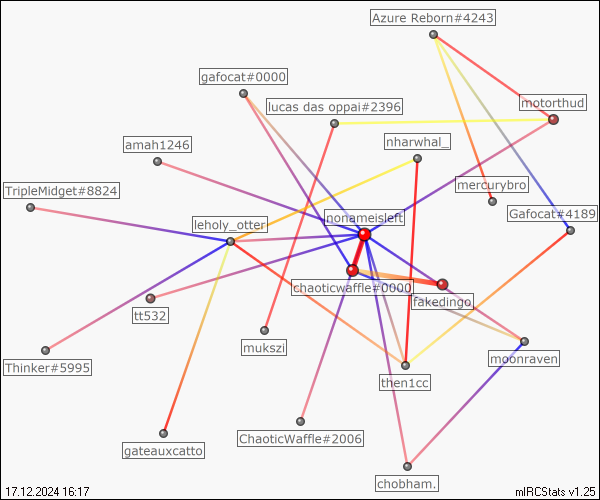 Azure Reborn#4243
gafocat#0000
lucas das oppai#2396
motorthud
amah1246
nharwhal_
TripleMidget#8824
mercurybro
Gafocat#4189
nonameisleft
leholy_otter
chaoticwaffle#0000
fakedingo_
tt532
mukszi
moonraven
Thinker#5995
then1cc
ChaoticWaffle#2006
gateauxcatto
chobham.
17.12.2024 16:17
mIRCStats v1.25